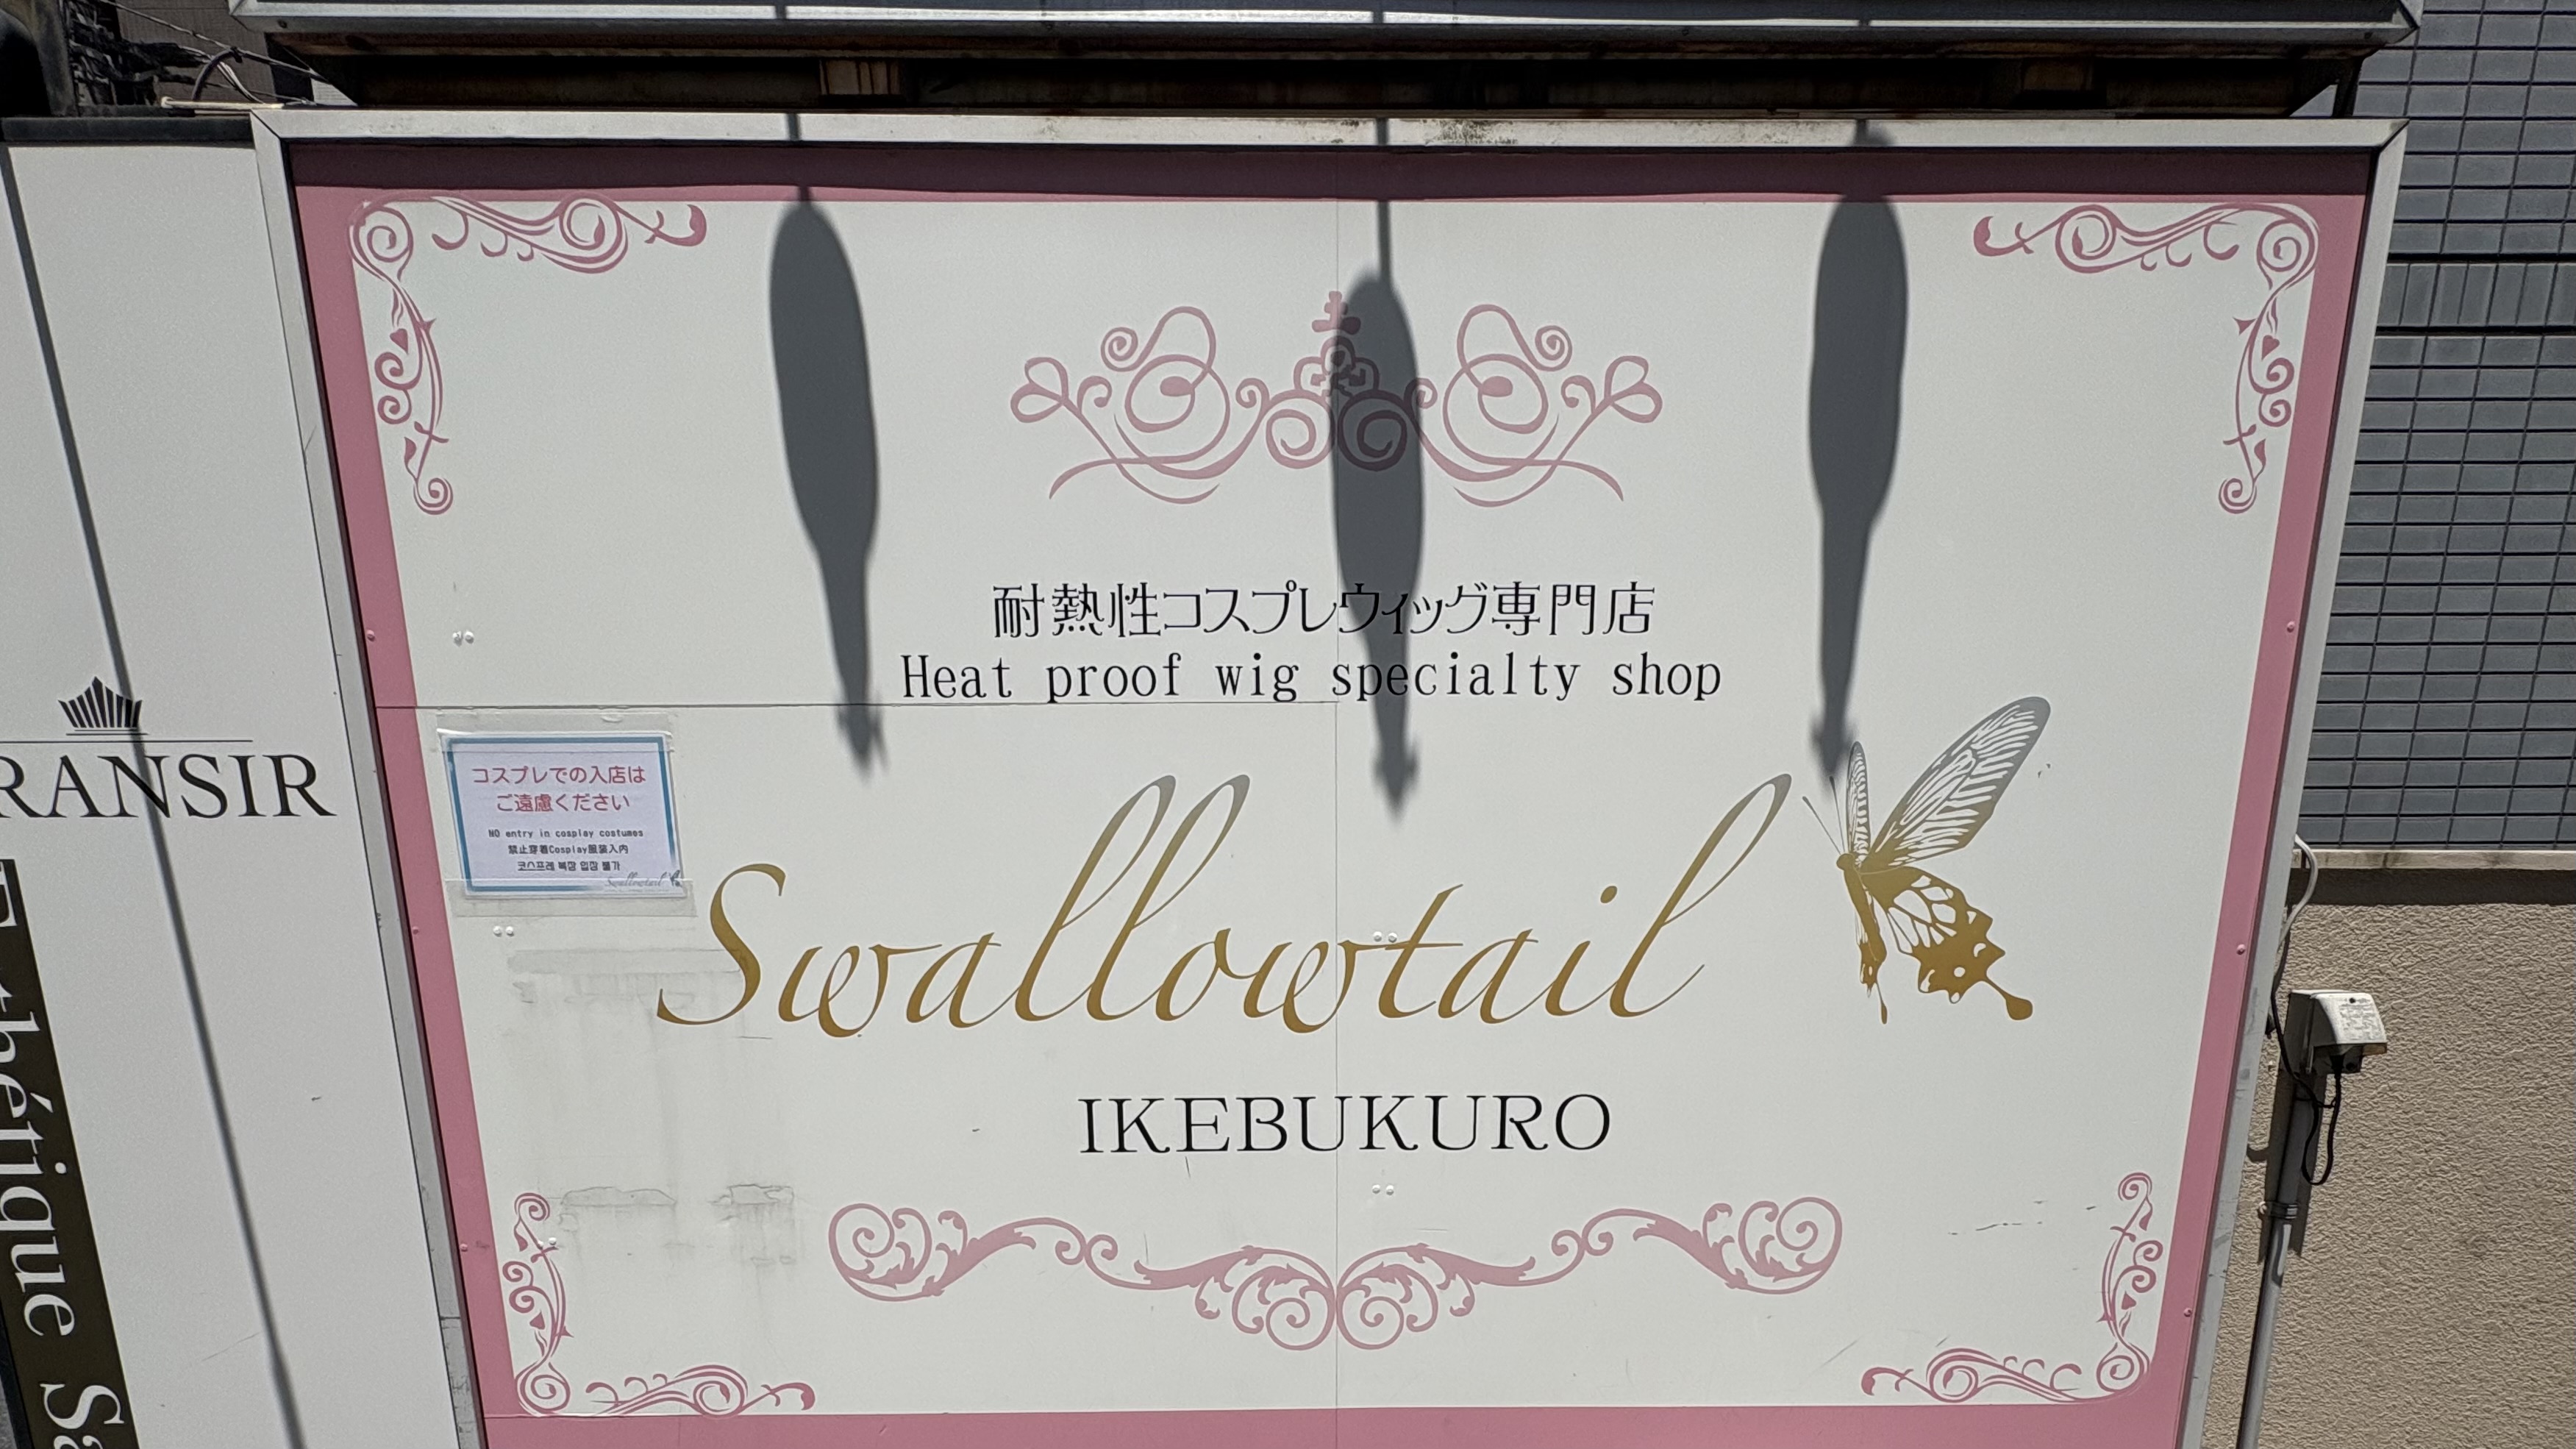 耐熱性コスプレウィッグ専門店
Heat proof wig specialty shop
Swallowtail
IKEBUKURO
コスプレでの入店は
ご遠慮ください
NO entry in cosplay costumes
禁止穿着Cosplay服装入内
코스프레 복장 입장 불가
Swallowtail
RANSIR
thétique Sa